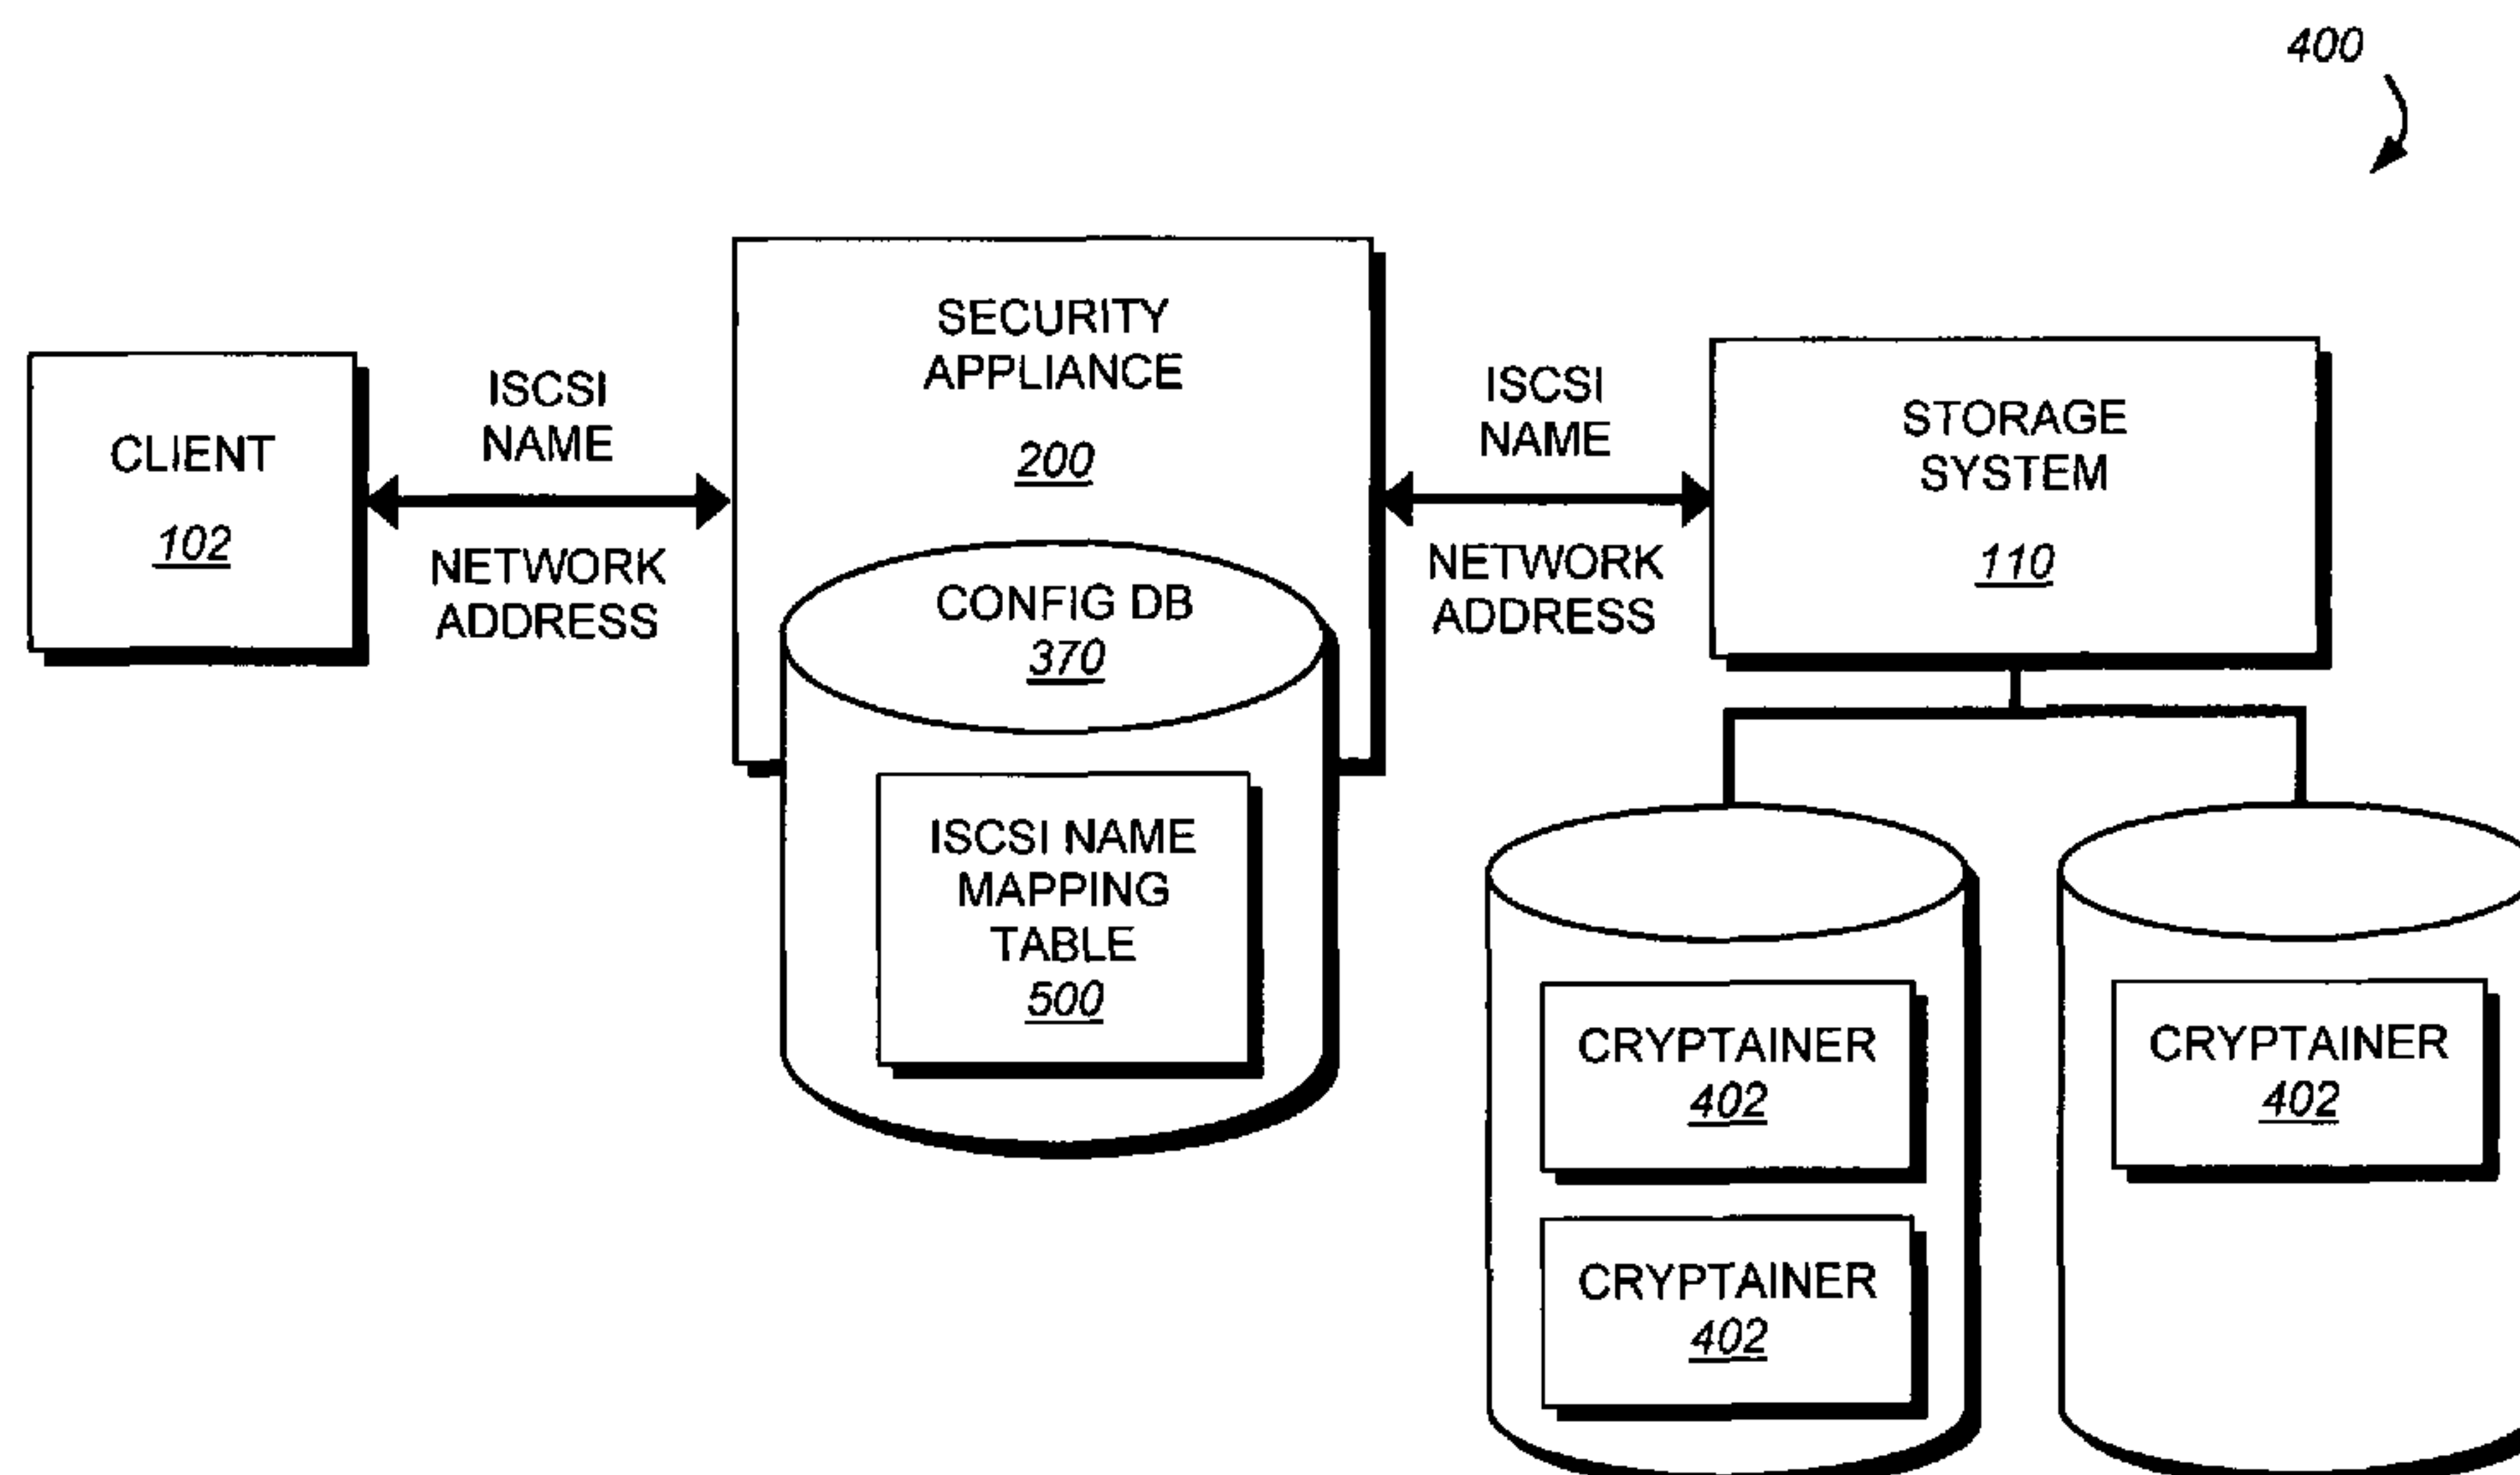 400
CLIENT
102
ISCSI
NAME
NETWORK
ADDRESS
SECURITY
APPLIANCE
200
CONFIG DB
370
ISCSI NAME
MAPPING
TABLE
500
ISCSI
NAME
NETWORK
ADDRESS
STORAGE
SYSTEM
110
CRYPTAINER
402
CRYPTAINER
402
CRYPTAINER
402